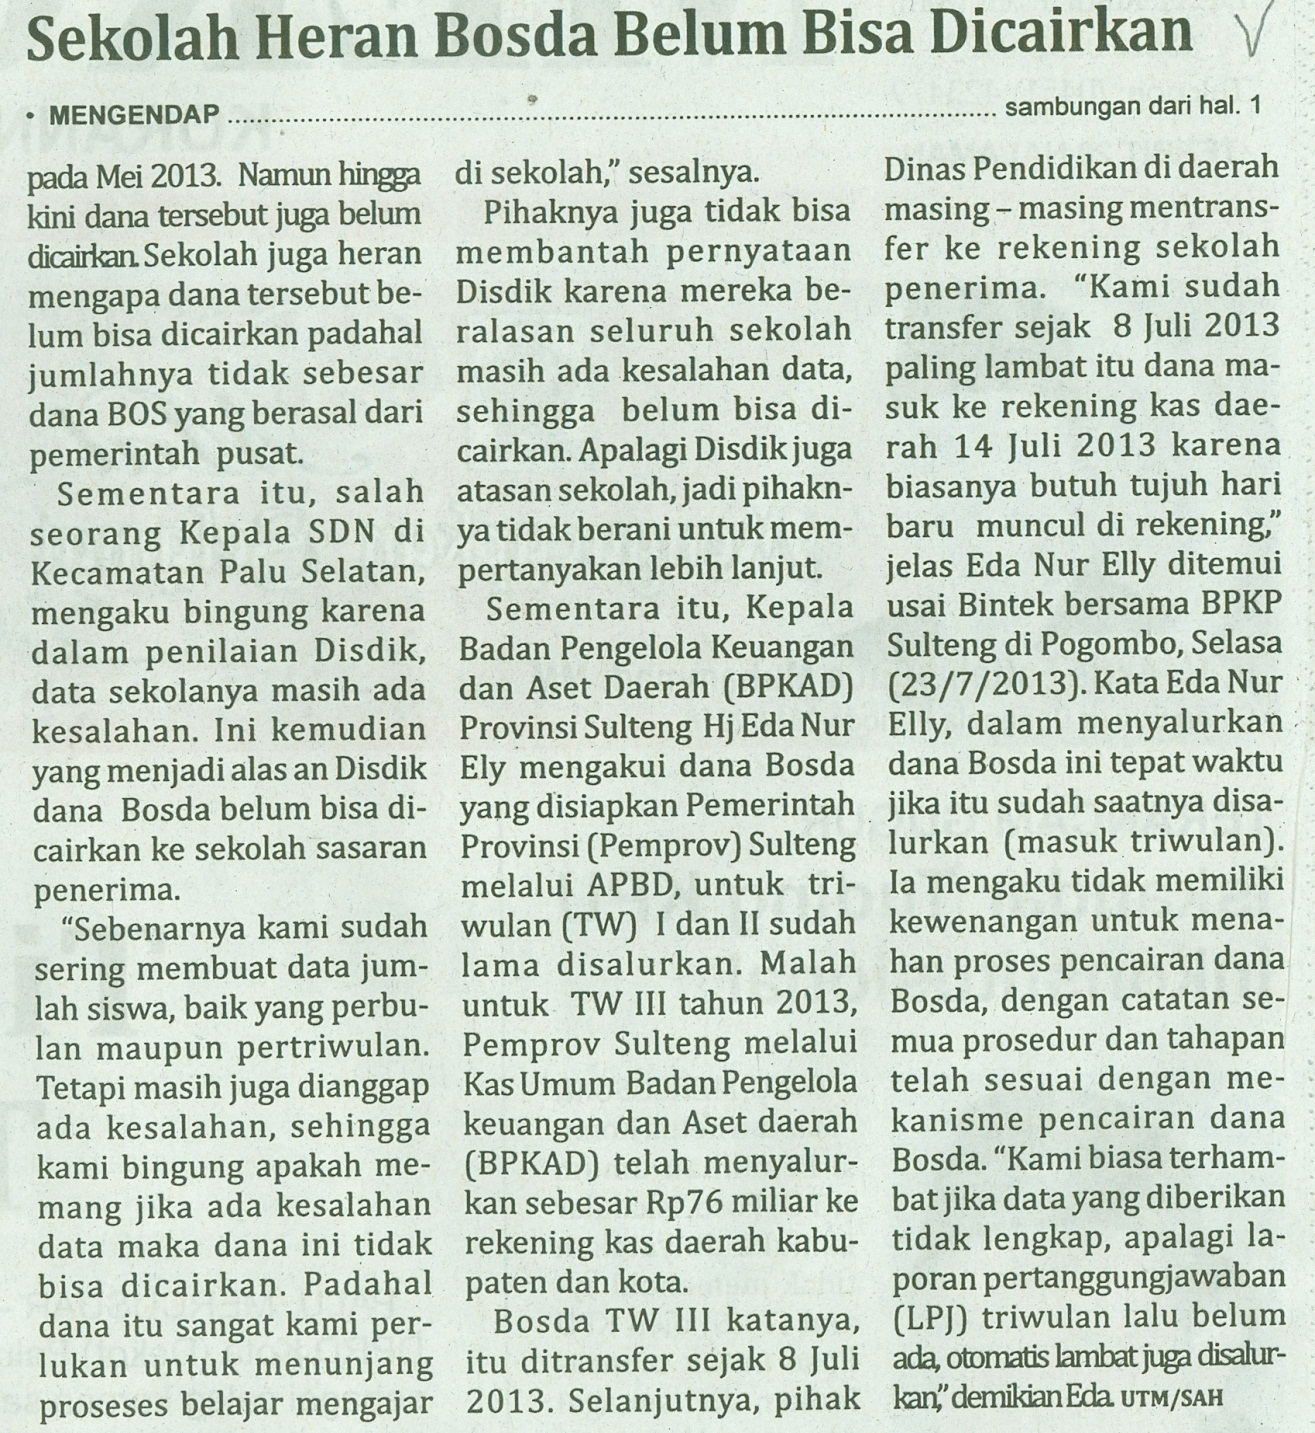 Sekolah Heran Bosda Belum Bisa Dicairkan
• MENGENDAP ........................................................ sambungan dari hal. 1
pada Mei 2013. Namun hingga
kini dana tersebut juga belum
dicairkan. Sekolah juga heran
mengapa dana tersebut be-
lum bisa dicairkan padahal
jumlahnya tidak sebesar
dana BOS yang berasal dari
pemerintah pusat.
Sementara itu, salah
seorang Kepala SDN di
Kecamatan Palu Selatan,
mengaku bingung karena
dalam penilaian Disdik,
data sekolanya masih ada
kesalahan. Ini kemudian
yang menjadi alas an Disdik
dana Bosda belum bisa di-
cairkan ke sekolah sasaran
penerima.
“Sebenarnya kami sudah
sering membuat data jum-
lah siswa, baik yang perbu-
lan maupun pertriwulan.
Tetapi masih juga dianggap
ada kesalahan, sehingga
kami bingung apakah me-
mang jika ada kesalahan
data maka dana ini tidak
bisa dicairkan. Padahal
dana itu sangat kami per-
lukan untuk menunjang
proseses belajar mengajar
di sekolah,” sesalnya.
Pihaknya juga tidak bisa
membantah pernyataan
Disdik karena mereka be-
ralasan seluruh sekolah
masih ada kesalahan data,
sehingga belum bisa di-
cairkan. Apalagi Disdik juga
atasan sekolah, jadi pihakn-
ya tidak berani untuk mem-
pertanyakan lebih lanjut.
Sementara itu, Kepala
Badan Pengelola Keuangan
dan Aset Daerah (BPKAD)
Provinsi Sulteng Hj Eda Nur
Ely mengakui dana Bosda
yang disiapkan Pemerintah
Provinsi (Pemprov) Sulteng
melalui APBD, untuk tri-
wulan (TW) I dan II sudah
lama disalurkan. Malah
untuk TW III tahun 2013,
Pemprov Sulteng melalui
Kas Umum Badan Pengelola
keuangan dan Aset daerah
(BPKAD) telah menyalur-
kan sebesar Rp76 miliar ke
rekening kas daerah kabu-
paten dan kota.
Bosda TW III katanya,
itu ditransfer sejak 8 Juli
2013. Selanjutnya, pihak
Dinas Pendidikan di daerah
masing – masing mentrans-
fer ke rekening sekolah
penerima. “Kami sudah
transfer sejak 8 Juli 2013
paling lambat itu dana ma-
suk ke rekening kas dae-
rah 14 Juli 2013 karena
biasanya butuh tujuh hari
baru muncul di rekening,”
jelas Eda Nur Elly ditemui
usai Bintek bersama BPKP
Sulteng di Pogombo, Selasa
(23/7/2013). Kata Eda Nur
Elly, dalam menyalurkan
dana Bosda ini tepat waktu
jika itu sudah saatnya disa-
lurkan (masuk triwulan).
Ia mengaku tidak memiliki
kewenangan untuk mena-
han proses pencairan dana
Bosda, dengan catatan se-
mua prosedur dan tahapan
telah sesuai dengan me-
kanisme pencairan dana
Bosda. “Kami biasa terham-
bat jika data yang diberikan
tidak lengkap, apalagi la-
poran pertanggungjawaban
(LPJ) triwulan lalu belum
ada, otomatis lambat juga disalur-
kan,” demikian Eda. UTM/SAH